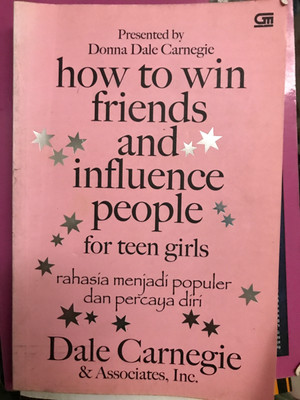 Presented by
Donna Dale Carnegie
GM
how to win
friends
and
influence
people
for teen girls
rahasia menjadi populer
dan percaya diri
Dale Carnegie
& Associates, Inc.